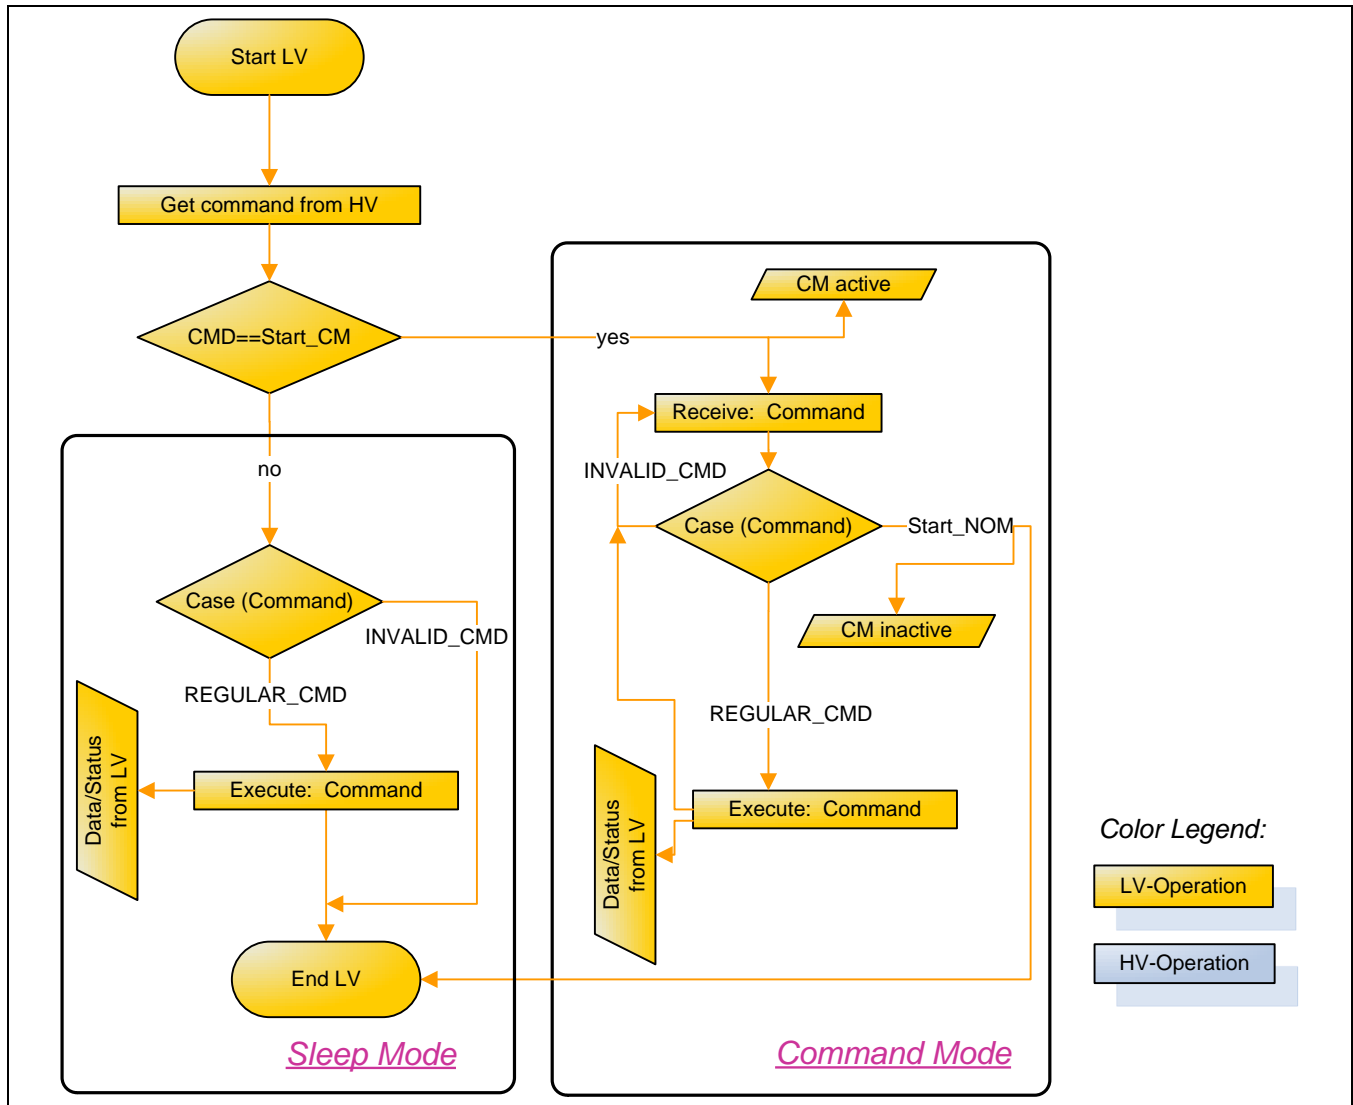 Start LV
Get command from HV
CMD==Start_CM
yes
no
CM active
Receive: Command
INVALID_CMD
Case (Command)
Start_NOM
CM inactive
REGULAR_CMD
Execute: Command
Data/Status
from LV
Command Mode
Case (Command)
INVALID_CMD
REGULAR_CMD
Execute: Command
Data/Status
from LV
End LV
Sleep Mode
Color Legend:
LV-Operation
HV-Operation